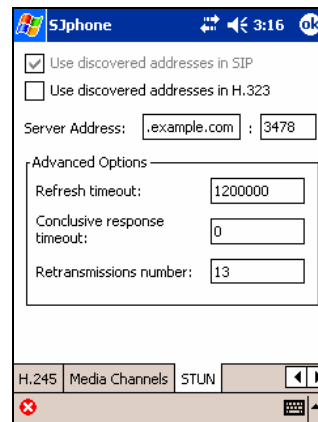 SJphone 3:16 ok
Use discovered addresses in SIP
Use discovered addresses in H.323
Server Address: .example.com : 3478
Advanced Options
Refresh timeout: 1200000
Conclusive response
timeout: 0
Retransmissions number: 13
H.245 Media Channels STUN